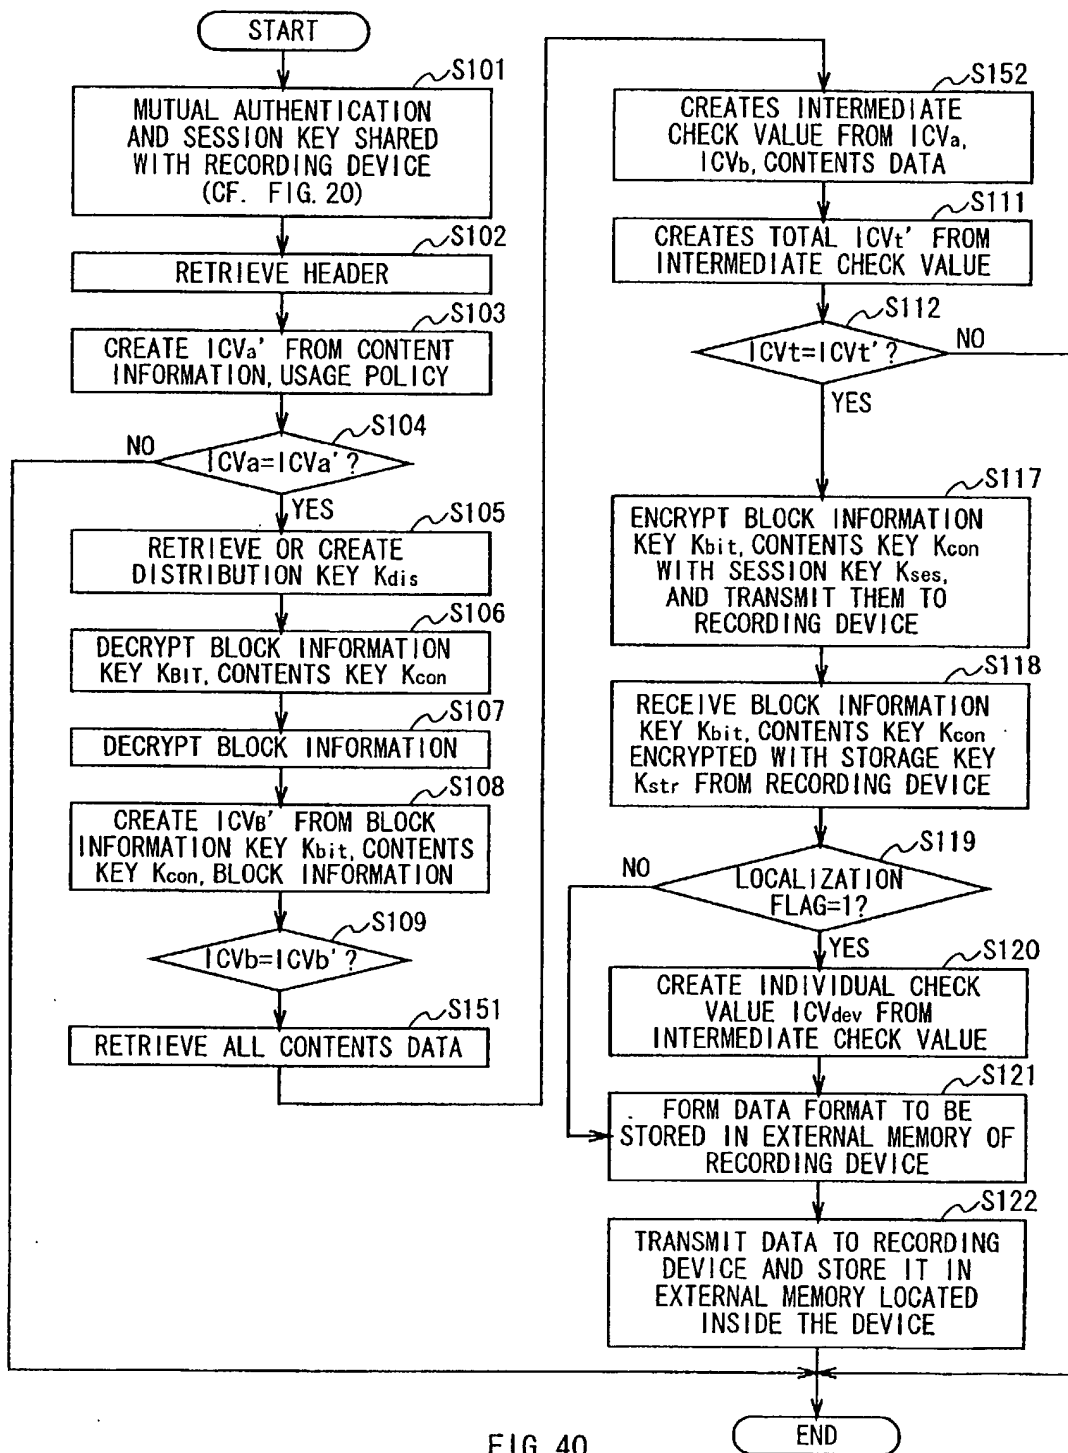 START
S101
MUTUAL AUTHENTICATION
AND SESSION KEY SHARED
WITH RECORDING DEVICE
(CF. FIG. 20)
S102
RETRIEVE HEADER
S103
CREATE ICVa' FROM CONTENT
INFORMATION, USAGE POLICY
S104
NO
ICVa=ICVa'?
YES
S105
RETRIEVE OR CREATE
DISTRIBUTION KEY Kdis
S106
DECRYPT BLOCK INFORMATION
KEY KBIT, CONTENTS KEY Kcon
S107
DECRYPT BLOCK INFORMATION
S108
CREATE ICVB' FROM BLOCK
INFORMATION KEY Kbit, CONTENTS
KEY Kcon, BLOCK INFORMATION
S109
ICVb=ICVb'?
S151
RETRIEVE ALL CONTENTS DATA
S152
CREATES INTERMEDIATE
CHECK VALUE FROM ICVa,
ICVb, CONTENTS DATA
S111
CREATES TOTAL ICVt' FROM
INTERMEDIATE CHECK VALUE
S112
NO
ICVt=ICVt'?
YES
S117
ENCRYPT BLOCK INFORMATION
KEY Kbit, CONTENTS KEY Kcon
WITH SESSION KEY Kses,
AND TRANSMIT THEM TO
RECORDING DEVICE
S118
RECEIVE BLOCK INFORMATION
KEY Kbit, CONTENTS KEY Kcon
ENCRYPTED WITH STORAGE KEY
Kstr FROM RECORDING DEVICE
S119
NO
LOCALIZATION
FLAG=1?
YES
S120
CREATE INDIVIDUAL CHECK
VALUE ICVdev FROM
INTERMEDIATE CHECK VALUE
S121
FORM DATA FORMAT TO BE
STORED IN EXTERNAL MEMORY OF
RECORDING DEVICE
S122
TRANSMIT DATA TO RECORDING
DEVICE AND STORE IT IN
EXTERNAL MEMORY LOCATED
INSIDE THE DEVICE
END
FIG. 40